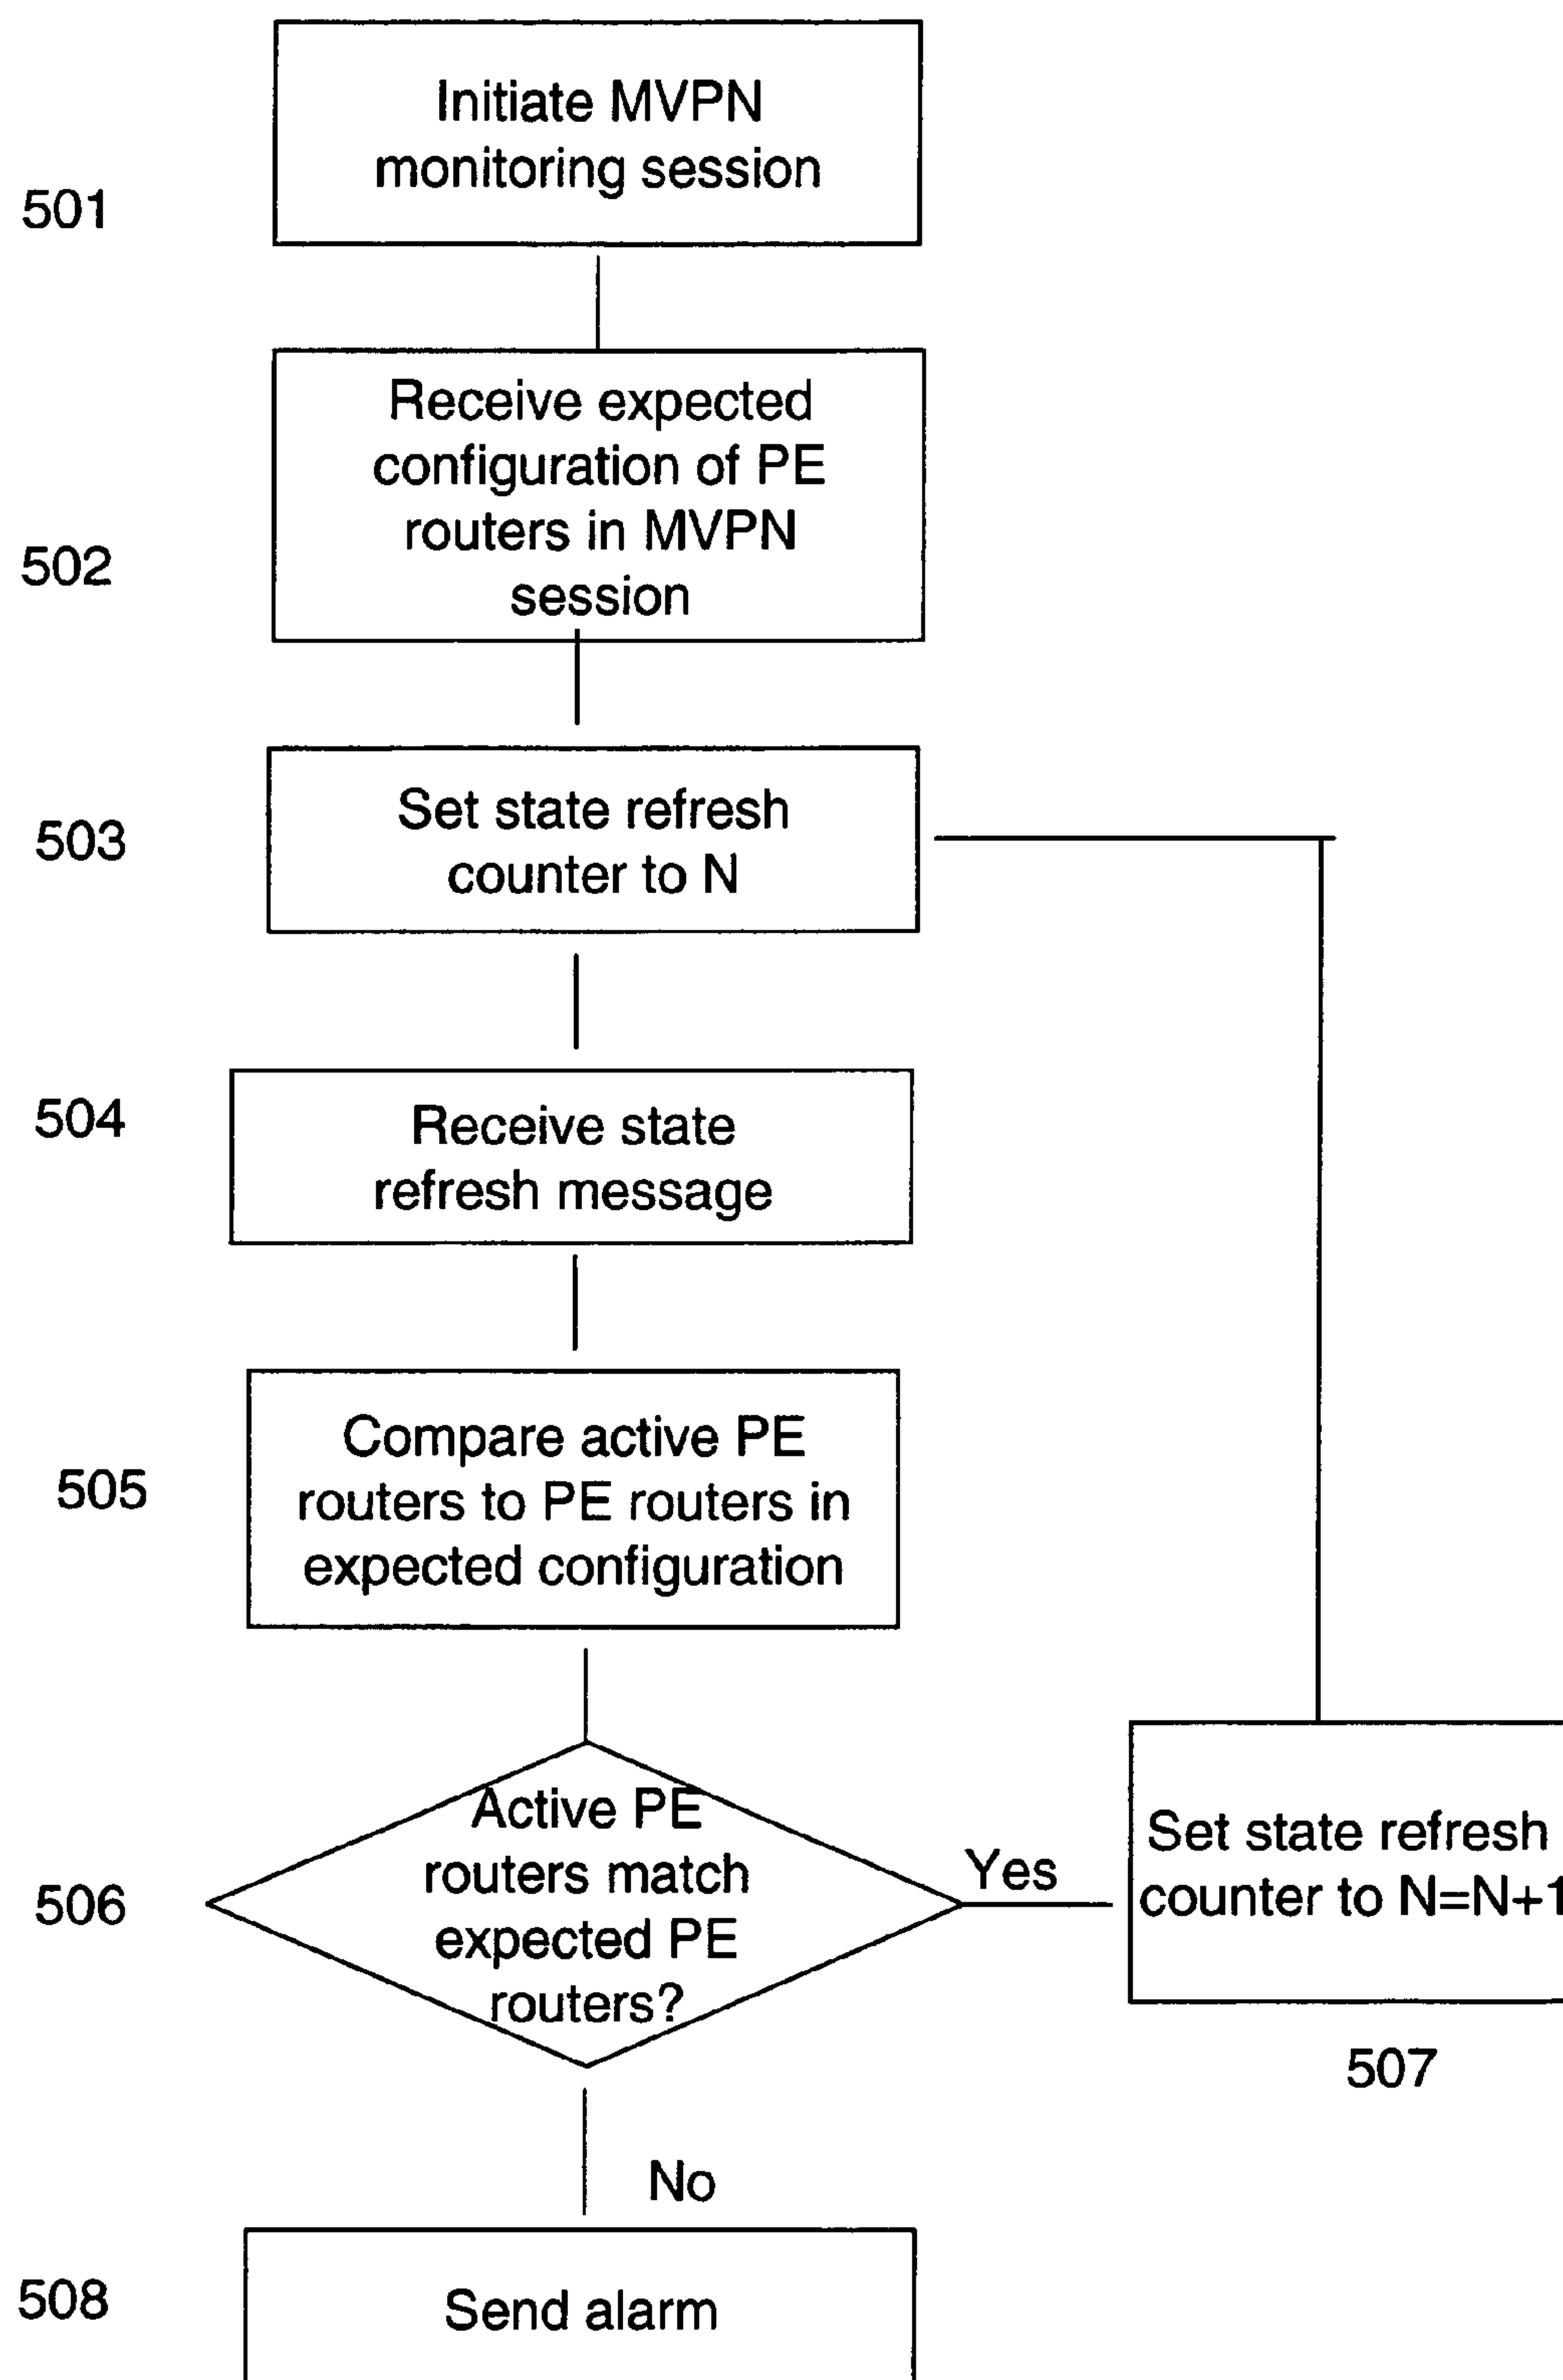 Initiate MVPN
monitoring session
501
Receive expected
configuration of PE
routers in MVPN
session
502
Set state refresh
counter to N
503
504
Receive state
refresh message
Compare active PE
routers to PE routers in
expected configuration
505
Active PE
routers match
expected PE
routers?
506
Yes
Set state refresh
counter to N=N+1
507
No
508
Send alarm